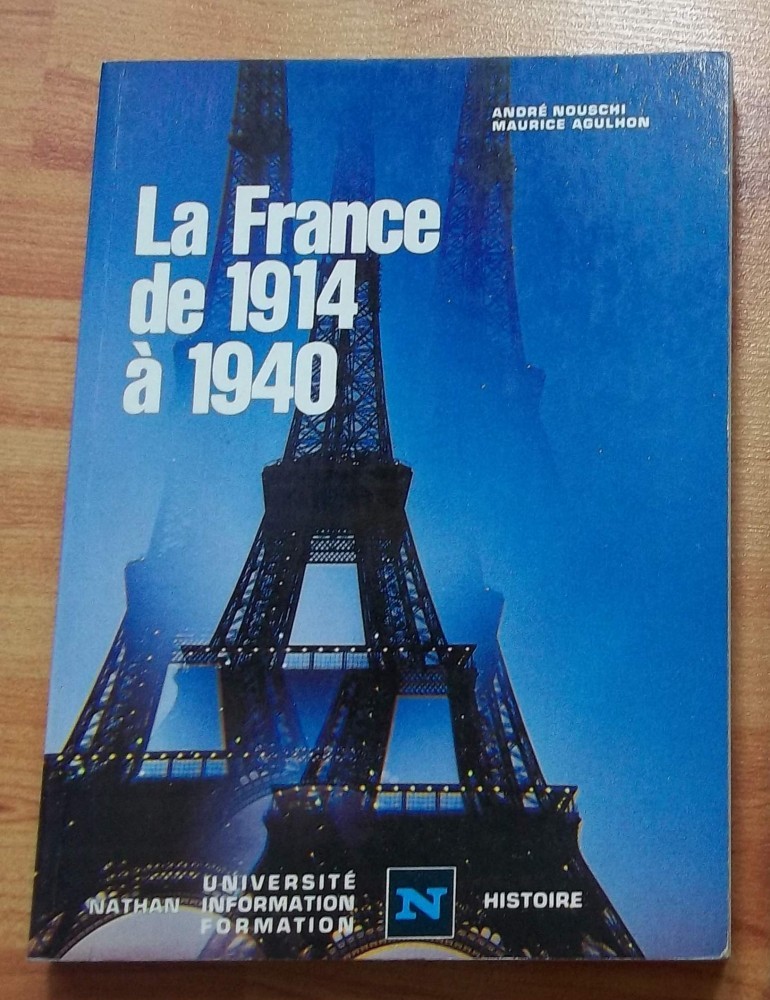 ANDRÉ NOUSCHI
MAURICE AGULHON
La France
de 1914
à 1940
UNIVERSITÉ
NATHAN INFORMATION
FORMATION
N
HISTOIRE